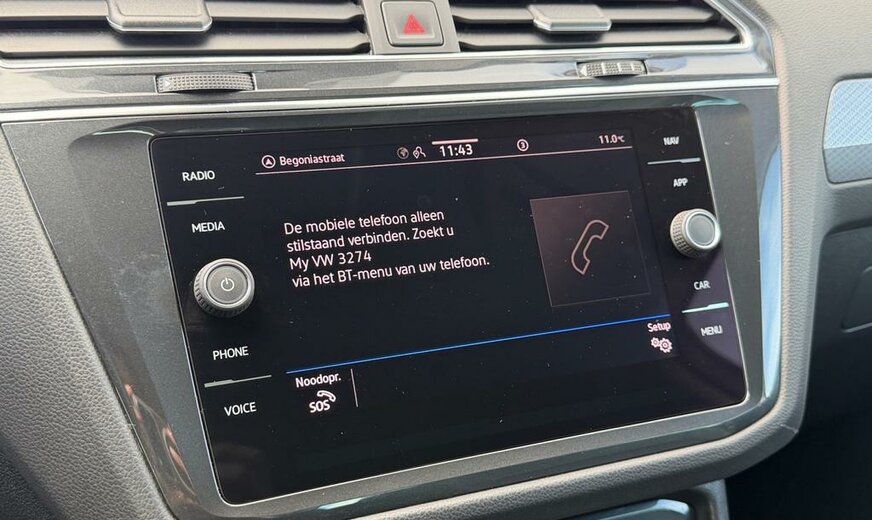 Begoniastraat
11:43
3
11.0°C
RADIO
MEDIA
PHONE
VOICE
De mobiele telefoon alleen
stilstaand verbinden. Zoekt u
My VW 3274
via het BT-menu van uw telefoon.
Setup
Noodopr.
SOS
NAV
APP
CAR
MENU